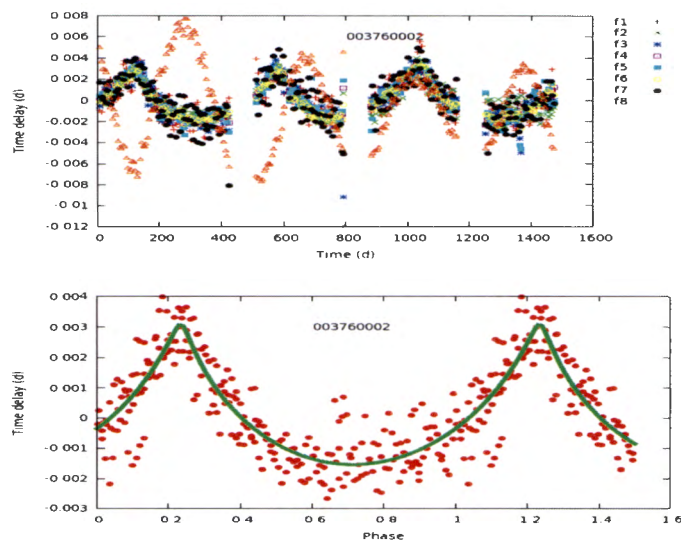 0 008
0 006
0 004
0 002
0
-0 002
-0 004
-0 006
-0 008
-0 01
-0 012
Time delay (d)
003760002
f1
f2
f3
f4
f5
f6
f7
f8
0 200 400 600 800 1000 1200 1400 1600
Time (d)
0 004
0 003
0 002
0 001
0
-0 001
-0 002
-0 003
Time delay (d)
003760002
0 0 2 0 4 0 6 0 8 1 1 2 1.4 1 6
Phase